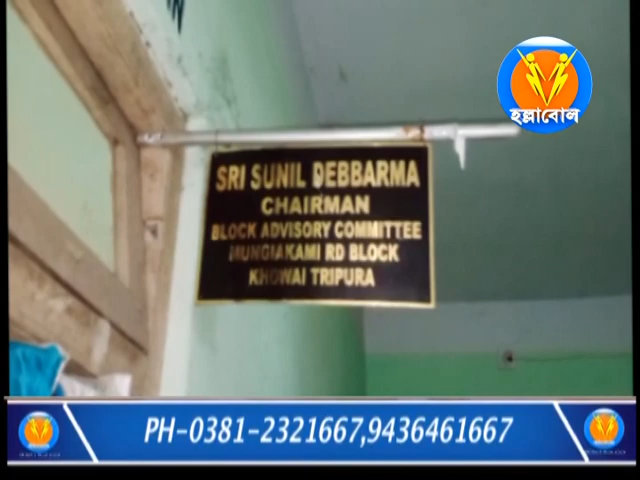 হল্লাবোল
SRI SUNIL DEBBARMA
CHAIRMAN
BLOCK ADVISORY COMMITTEE
MUNGIAKAMI RD BLOCK
KHOWAI TRIPURA
PH-0381-2321667,9436461667